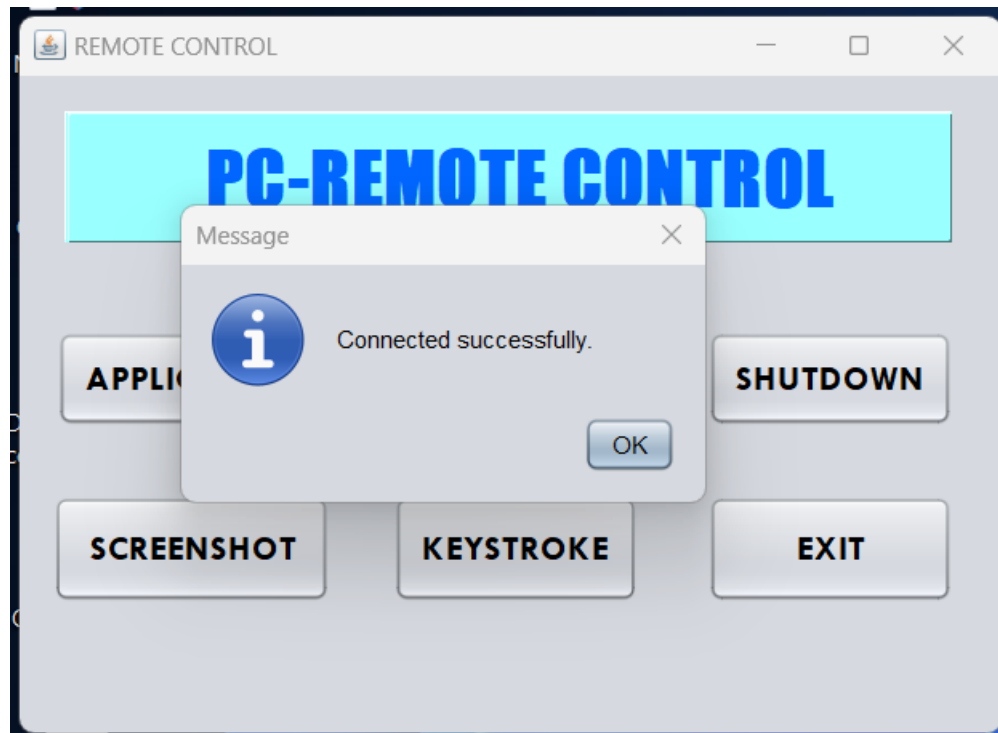 REMOTE CONTROL
PC-REMOTE CONTROL
Message
Connected successfully.
OK
SHUTDOWN
SCREENSHOT
KEYSTROKE
EXIT